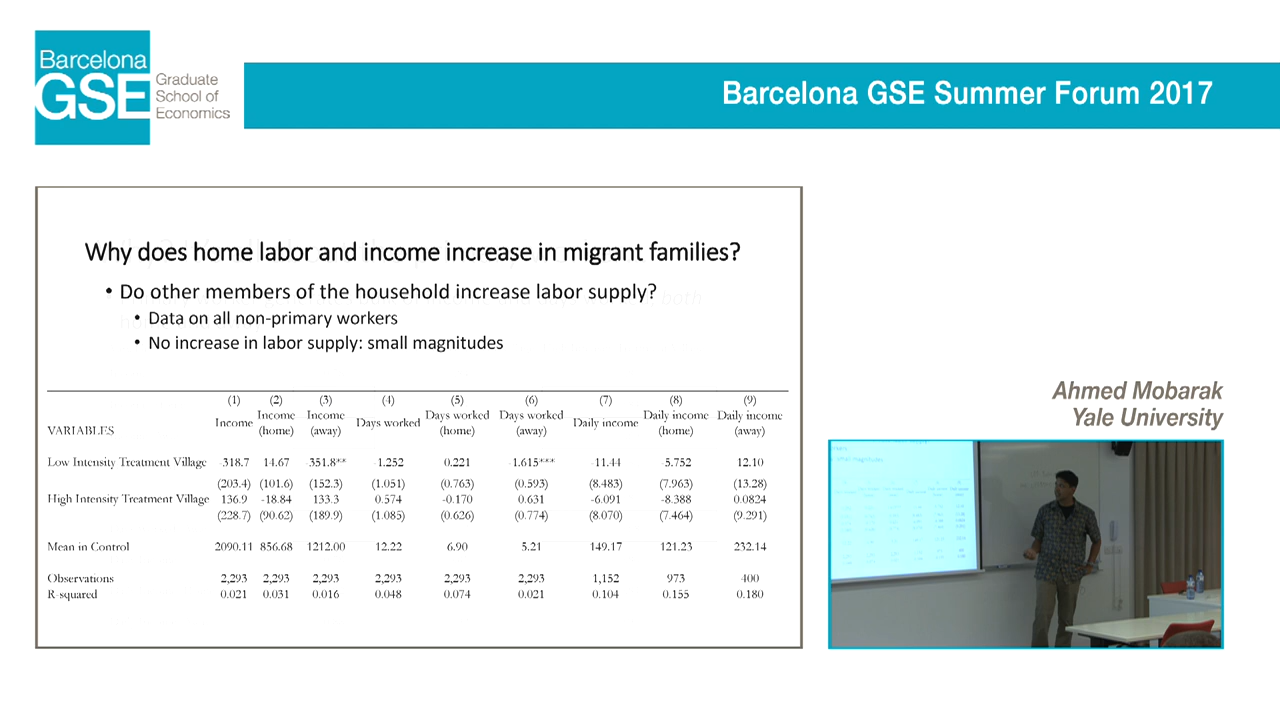 Barcelona
GSE
Graduate
School of
Economics
Barcelona GSE Summer Forum 2017
Why does home labor and income increase in migrant families?
• Do other members of the household increase labor supply?
• Data on all non-primary workers
• No increase in labor supply: small magnitudes
(1) (2) (3) (4) (5) (6) (7) (8) (9)
VARIABLES Income Income (home) Income (away) Days worked Days worked (home) Days worked (away) Daily income Daily income (home) Daily income (away)
Low Intensity Treatment Village -318.7 14.67 -351.8** -1.252 0.221 -1.615*** -11.44 -5.752 12.10
(203.4) (101.6) (152.3) (1.051) (0.763) (0.593) (8.483) (7.963) (13.28)
High Intensity Treatment Village 136.9 -18.84 133.3 0.574 -0.170 0.631 -6.091 -8.388 0.0824
(228.7) (90.62) (189.9) (1.085) (0.626) (0.774) (8.070) (7.464) (9.291)
Mean in Control 2090.11 856.68 1212.00 12.22 6.90 5.21 149.17 121.23 232.14
Observations 2,293 2,293 2,293 2,293 2,293 2,293 1,152 973 400
R-squared 0.021 0.031 0.016 0.048 0.074 0.021 0.104 0.155 0.180
Ahmed Mobarak
Yale University